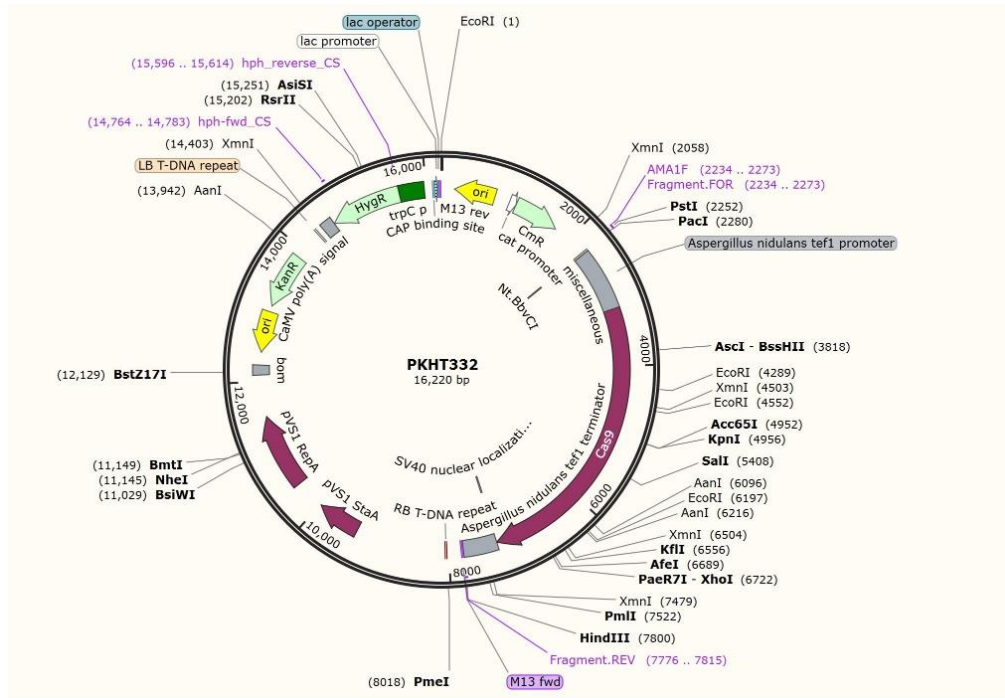 lac operator
EcoRI (1)
lac promoter
(15,596 .. 15,614) hph_reverse_CS
(15,251) AsiSI
(15,202) RsrII
(14,764 .. 14,783) hph-fwd_CS
(14,403) XmnI
LB T-DNA repeat
(13,942) AanI
XmnI (2058)
AMA1F (2234 .. 2273)
Fragment.FOR (2234 .. 2273)
PstI (2252)
PacI (2280)
Aspergillus nidulans tef1 promoter
AscI - BssHII (3818)
EcoRI (4289)
XmnI (4503)
EcoRI (4552)
Acc65I (4952)
KpnI (4956)
SalI (5408)
AanI (6096)
EcoRI (6197)
AanI (6216)
XmnI (6504)
KflI (6556)
AfeI (6689)
PaeR7I - XhoI (6722)
XmnI (7479)
PmlI (7522)
HindIII (7800)
Fragment.REV (7776 .. 7815)
M13 fwd
(8018) PmeI
(11,029) BsiWI
(11,145) NheI
(11,149) BmtI
(12,129) BstZ17I
16,000
2000
4000
6000
8000
10,000
12,000
14,000
HygR
trpC p
M13 rev
CAP binding site
ori
CmR
cat promoter
miscellaneous
Nt.BbvCI
Cas9
Aspergillus nidulans tef1 terminator
SV40 nuclear localizati...
RB T-DNA repeat
pVS1 StaA
pVS1 RepA
bom
ori
KanR
CaMV poly(A) signal
PKHT332
16,220 bp